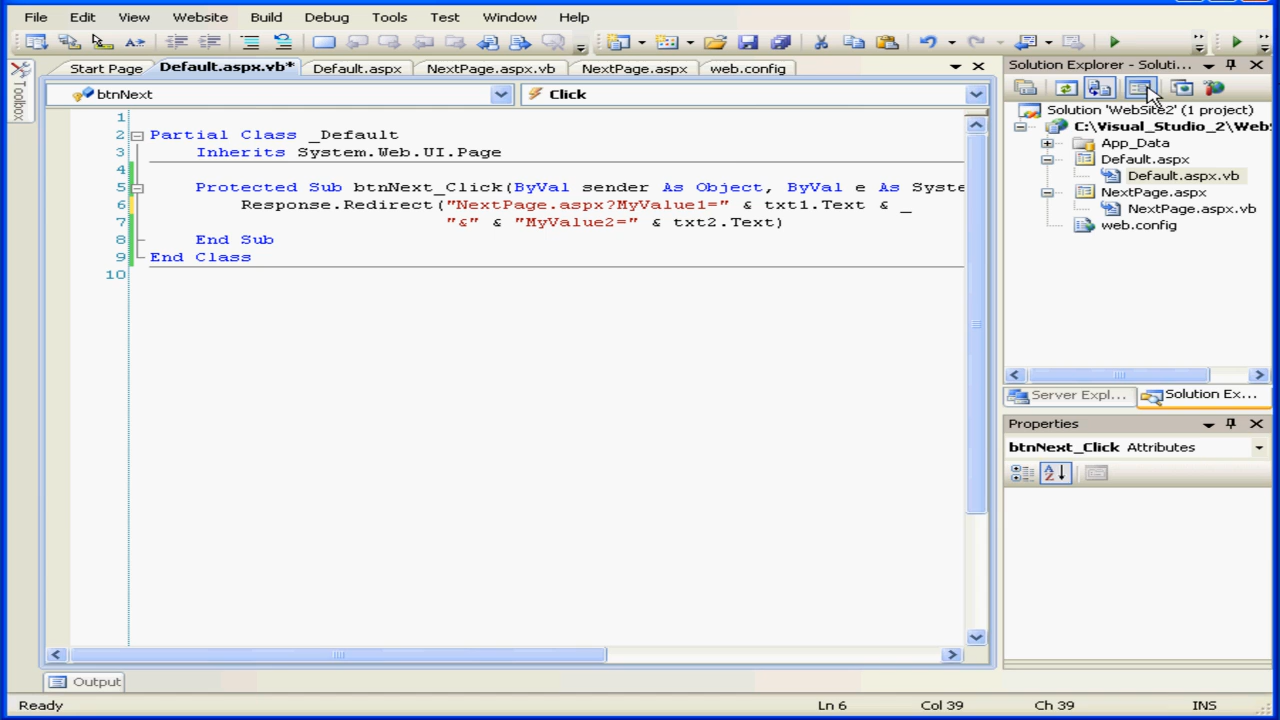 File Edit View Website Build Debug Tools Test Window Help
Toolbox
Start Page Default.aspx.vb* Default.aspx NextPage.aspx.vb NextPage.aspx web.config
btnNext Click
1
2 Partial Class _Default
3 Inherits System.Web.UI.Page
4
5 Protected Sub btnNext_Click(ByVal sender As Object, ByVal e As Syste
6 Response.Redirect("NextPage.aspx?MyValue1=" & txt1.Text & _
7 "&" & "MyValue2=" & txt2.Text)
8 End Sub
9 End Class
10
Solution Explorer - Soluti...
Solution 'WebSite2' (1 project)
C:\Visual_Studio_2\Web:
App_Data
Default.aspx
Default.aspx.vb
NextPage.aspx
NextPage.aspx.vb
web.config
Server Expl... Solution Ex...
Properties
btnNext_Click Attributes
Output
Ready Ln 6 Col 39 Ch 39 INS